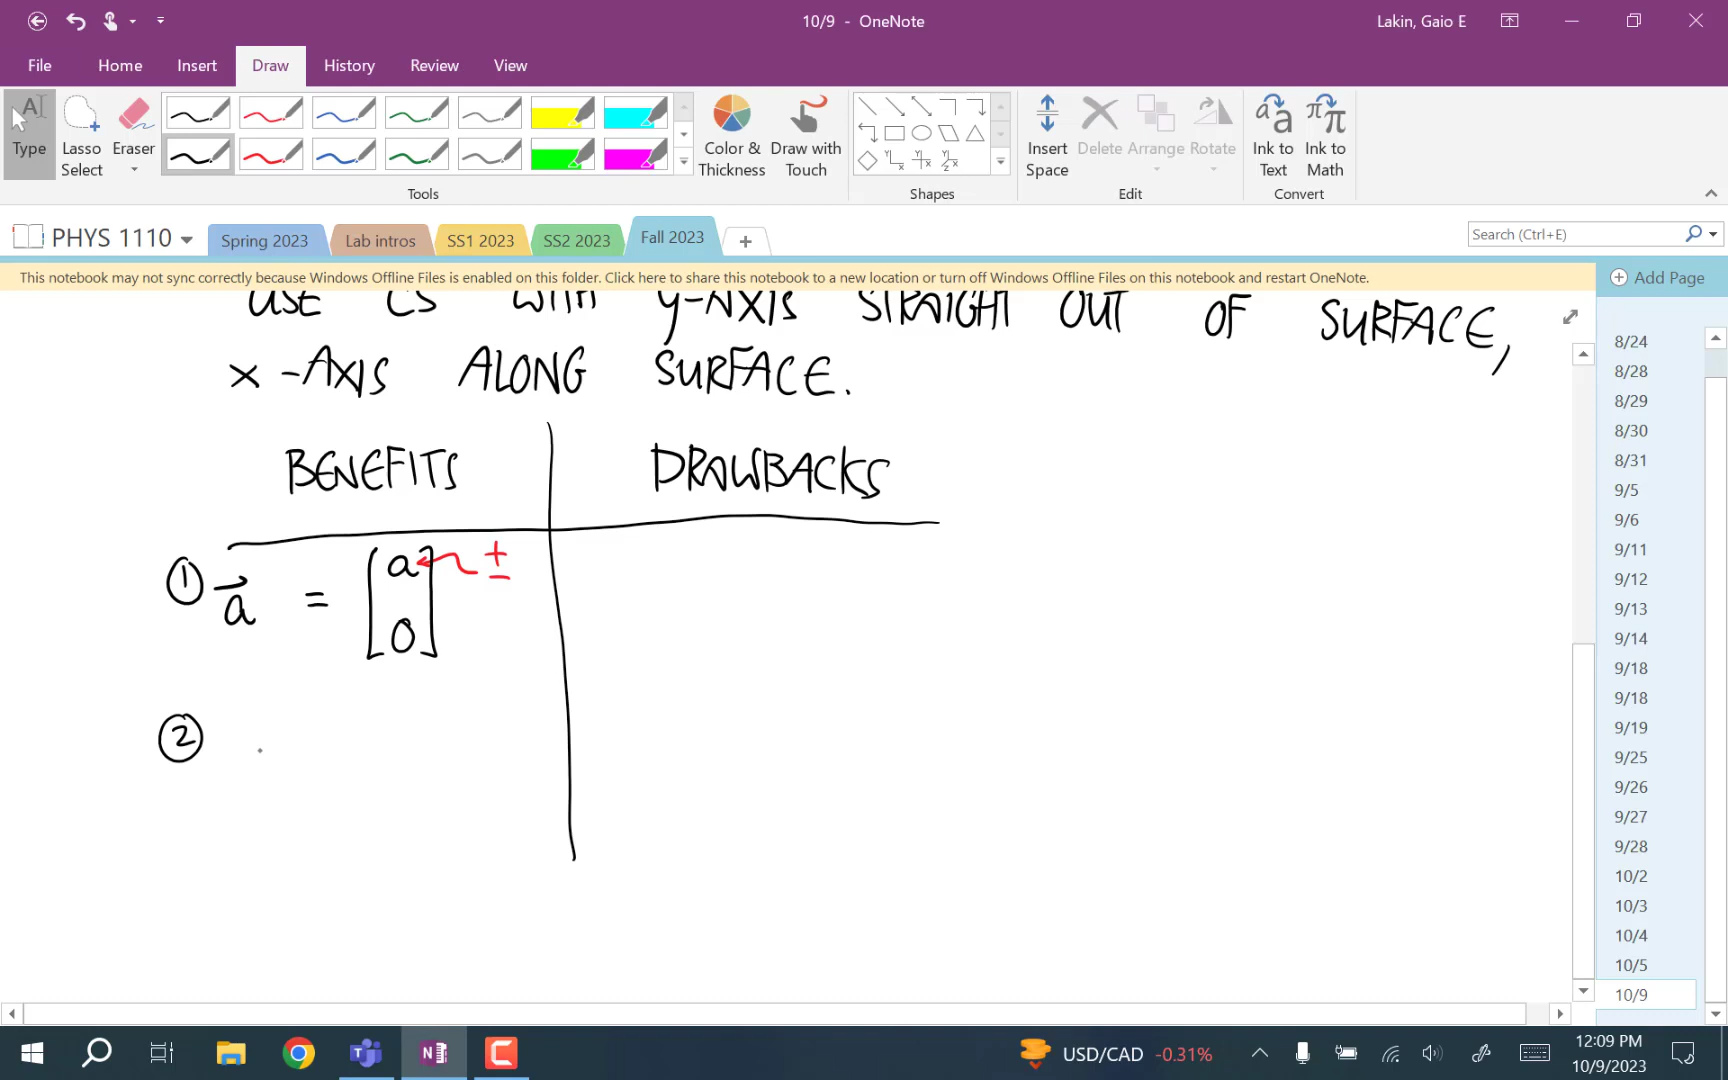 10/9 - OneNote
Lakin, Gaio E
File Home Insert Draw History Review View
Type
Lasso Select
Eraser
Tools
Color & Thickness
Draw with Touch
Shapes
Insert Space
Delete
Arrange
Rotate
Edit
Ink to Text
Ink to Math
Convert
PHYS 1110
Spring 2023
Lab intros
SS1 2023
SS2 2023
Fall 2023
Search (Ctrl+E)
This notebook may not sync correctly because Windows Offline Files is enabled on this folder. Click here to share this notebook to a new location or turn off Windows Offline Files on this notebook and restart OneNote.
Add Page
USE CS WITH y-AXIS STRAIGHT OUT OF SURFACE,
x-AXIS ALONG SURFACE.
BENEFITS DRAWBACKS
① a⃗ = [a 0] ±
②
8/24
8/28
8/29
8/30
8/31
9/5
9/6
9/11
9/12
9/13
9/14
9/18
9/18
9/19
9/25
9/26
9/27
9/28
10/2
10/3
10/4
10/5
10/9
USD/CAD -0.31%
12:09 PM
10/9/2023